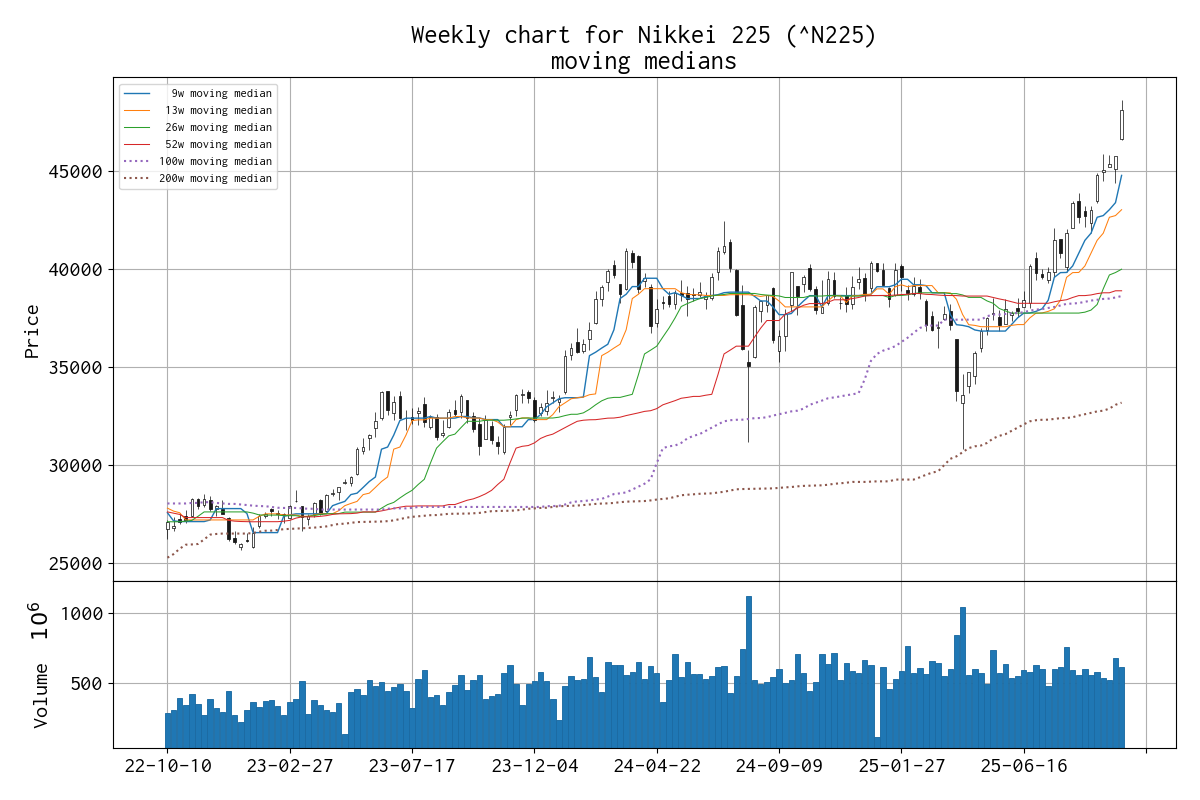 Weekly chart for Nikkei 225 (^N225)
moving medians
9w moving median
13w moving median
26w moving median
52w moving median
100w moving median
200w moving median
Price
45000
40000
35000
30000
25000
Volume 10^6
1000
500
22-10-10 23-02-27 23-07-17 23-12-04 24-04-22 24-09-09 25-01-27 25-06-16